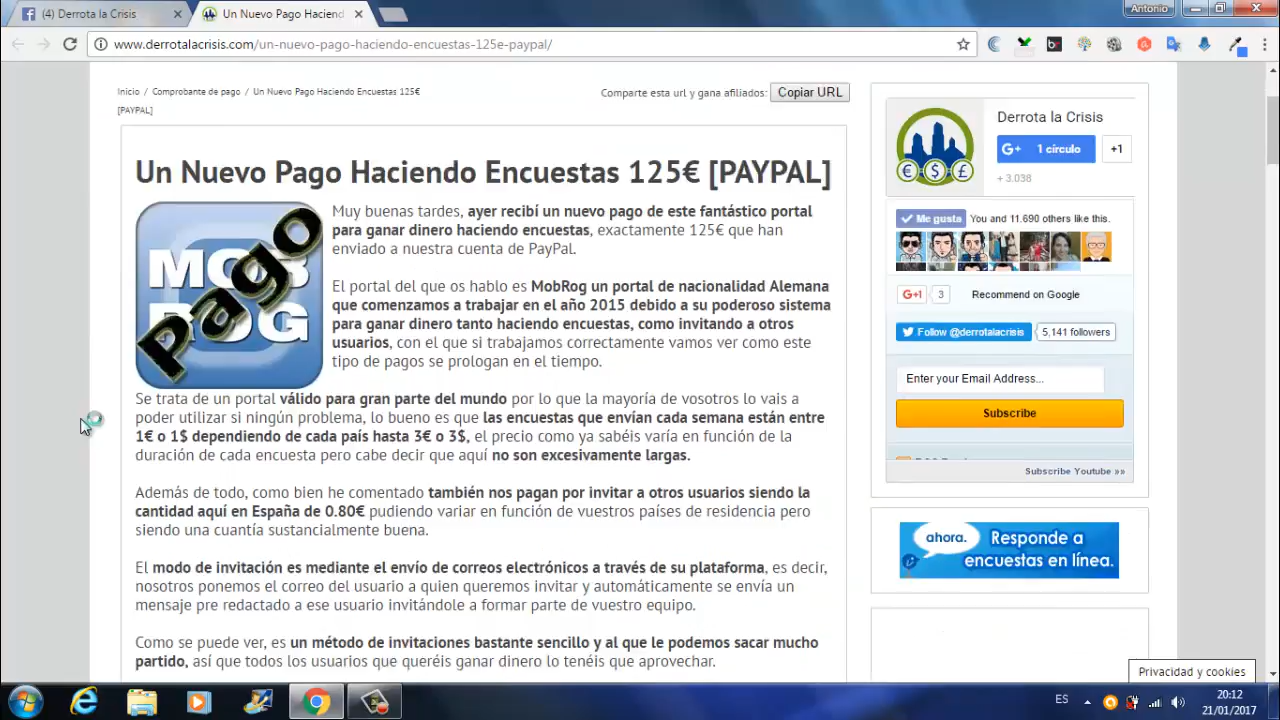 (4) Derrota la Crisis
Un Nuevo Pago Haciend
Antonio
www.derrotalacrisis.com/un-nuevo-pago-haciendo-encuestas-125e-paypal/
Inicio / Comprobante de pago / Un Nuevo Pago Haciendo Encuestas 125€
[PAYPAL]
Comparte esta url y gana afiliados: Copiar URL
Un Nuevo Pago Haciendo Encuestas 125€ [PAYPAL]
Pago
Muy buenas tardes, ayer recibí un nuevo pago de este fantástico portal
para ganar dinero haciendo encuestas, exactamente 125€ que han
enviado a nuestra cuenta de PayPal.
El portal del que os hablo es MobRog un portal de nacionalidad Alemana
que comenzamos a trabajar en el año 2015 debido a su poderoso sistema
para ganar dinero tanto haciendo encuestas, como invitando a otros
usuarios, con el que si trabajamos correctamente vamos ver como este
tipo de pagos se prologan en el tiempo.
Se trata de un portal válido para gran parte del mundo por lo que la mayoría de vosotros lo vais a
poder utilizar si ningún problema, lo bueno es que las encuestas que envían cada semana están entre
1€ o 1$ dependiendo de cada país hasta 3€ o 3$, el precio como ya sabéis varía en función de la
duración de cada encuesta pero cabe decir que aquí no son excesivamente largas.
Además de todo, como bien he comentado también nos pagan por invitar a otros usuarios siendo la
cantidad aquí en España de 0.80€ pudiendo variar en función de vuestros países de residencia pero
siendo una cuantía sustancialmente buena.
El modo de invitación es mediante el envío de correos electrónicos a través de su plataforma, es decir,
nosotros ponemos el correo del usuario a quien queremos invitar y automáticamente se envía un
mensaje pre redactado a ese usuario invitándole a formar parte de vuestro equipo.
Como se puede ver, es un método de invitaciones bastante sencillo y al que le podemos sacar mucho
partido, así que todos los usuarios que queréis ganar dinero lo tenéis que aprovechar.
Derrota la Crisis
G+ 1 círculo +1
+ 3.038
Me gusta You and 11.690 others like this.
G+1 3 Recommend on Google
Follow @derrotalacrisis 5,141 followers
Enter your Email Address...
Subscribe
Subscribe Youtube »»
ahora. Responde a
encuestas en línea.
Privacidad y cookies
ES
20:12
21/01/2017